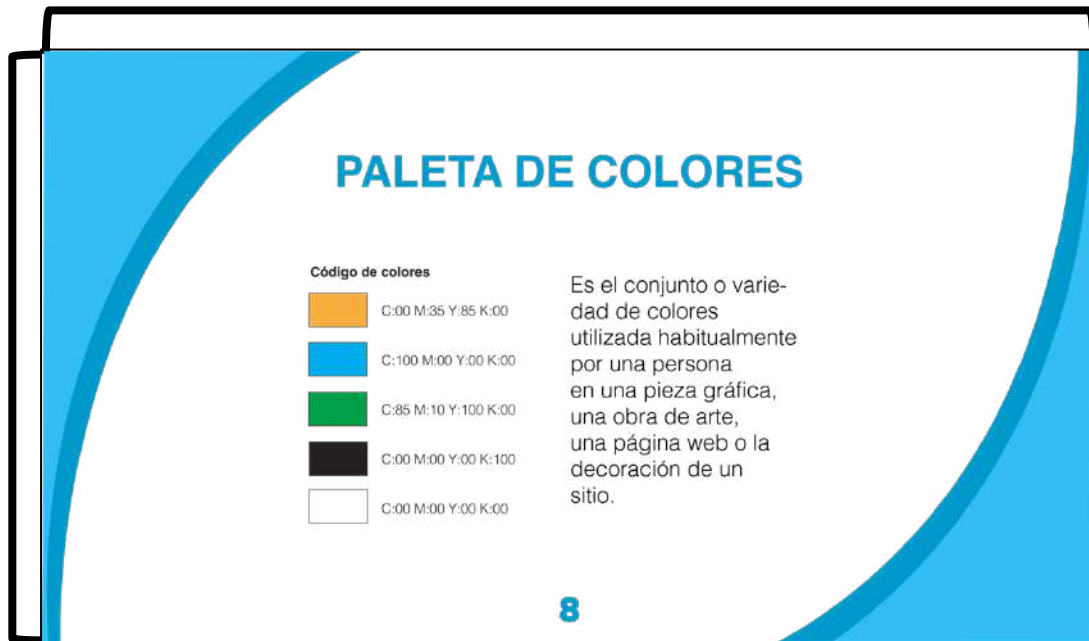 PALETA DE COLORES
Código de colores
C:00 M:35 Y:85 K:00
C:100 M:00 Y:00 K:00
C:85 M:10 Y:100 K:00
C:00 M:00 Y:00 K:100
C:00 M:00 Y:00 K:00
Es el conjunto o varie-
dad de colores
utilizada habitualmente
por una persona
en una pieza gráfica,
una obra de arte,
una página web o la
decoración de un
sitio.
8